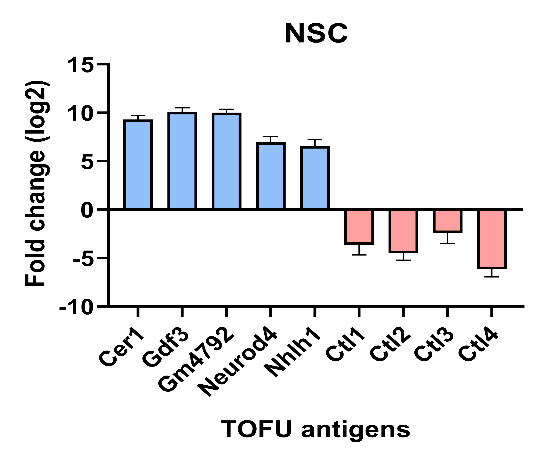 NSC
Fold change (log2)
15
10
5
0
-5
-10
Cer1
Gdf3
Gm4792
Neurod4
Nhlh1
Ctl1
Ctl2
Ctl3
Ctl4
TOFU antigens